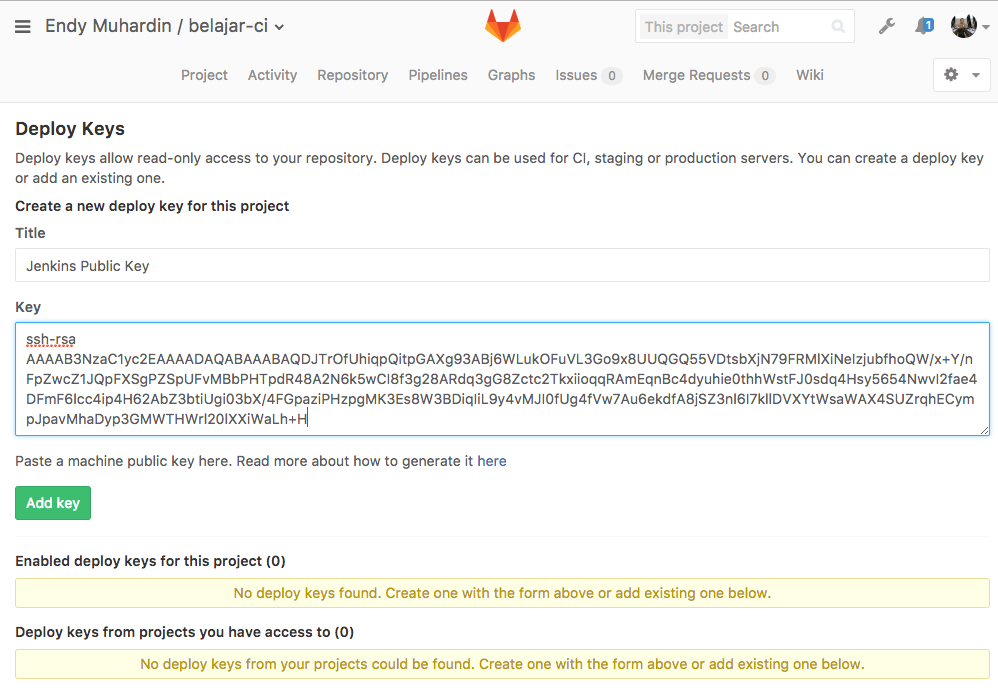 Endy Muhardin / belajar-ci
This project Search
1
Project Activity Repository Pipelines Graphs Issues 0 Merge Requests 0 Wiki
Deploy Keys
Deploy keys allow read-only access to your repository. Deploy keys can be used for CI, staging or production servers. You can create a deploy key
or add an existing one.
Create a new deploy key for this project
Title
Jenkins Public Key
Key
ssh-rsa
AAAAB3NzaC1yc2EAAAADAQABAAABAQDJTrOfUhiqpQitpGAXg93ABj6WLukOFuVL3Go9x8UUQGQ55VDtsbXjN79FRMlXiNeIzjubfhoQW/x+Y/n
FpZwcZ1JQpFXSgPZSpUFvMBbPHTpdR48A2N6k5wCl8f3g28ARdq3gG8Zctc2TkxiioqqRAmEqnBc4dyuhie0thhWstFJ0sdq4Hsy5654Nwvl2fae4
DFmF6Icc4ip4H62AbZ3btiUgi03bX/4FGpaziPHzpgMK3Es8W3BDiqIiL9y4vMJI0fUg4fVw7Au6ekdfA8jSZ3nl6l7kllDVXYtWsaWAX4SUZrqhECym
pJpavMhaDyp3GMWTHWrI20lXXiWaLh+H
Paste a machine public key here. Read more about how to generate it here
Add key
Enabled deploy keys for this project (0)
No deploy keys found. Create one with the form above or add existing one below.
Deploy keys from projects you have access to (0)
No deploy keys from your projects could be found. Create one with the form above or add existing one below.